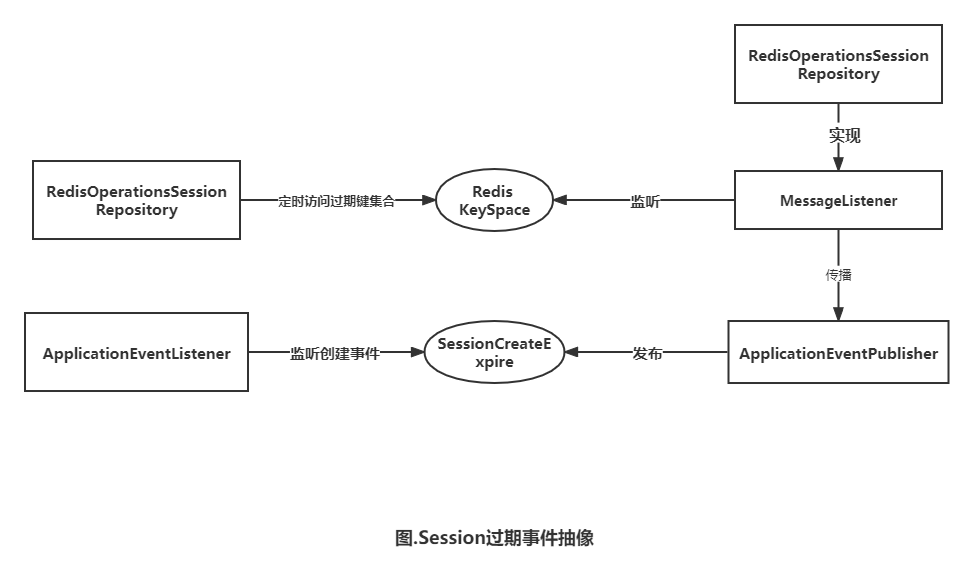 RedisOperationsSession
Repository
实现
RedisOperationsSession
Repository
定时访问过期键集合
Redis
KeySpace
监听
MessageListener
传播
ApplicationEventListener
监听创建事件
SessionCreateE
xpire
发布
ApplicationEventPublisher
图.Session过期事件抽像